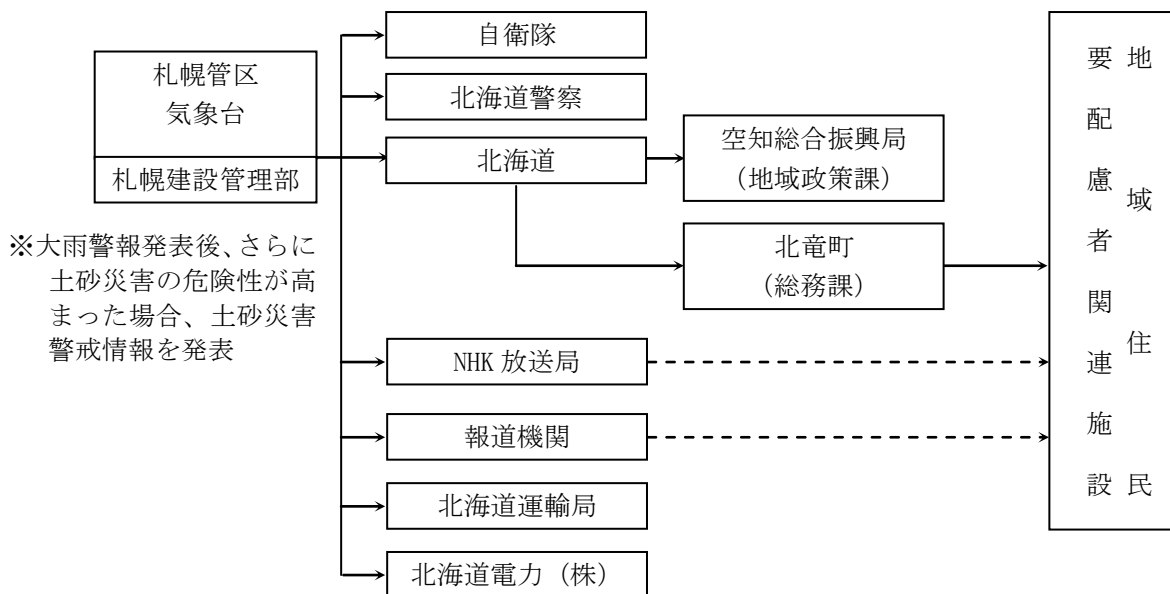 自衛隊
札幌管区
気象台
札幌建設管理部
北海道警察
北海道
空知総合振興局
（地域政策課）
北竜町
（総務課）
※大雨警報発表後、さらに
土砂災害の危険性が高
まった場合、土砂災害
警戒情報を発表
NHK 放送局
報道機関
北海道運輸局
北海道電力（株）
地域住民
要配慮者関連施設